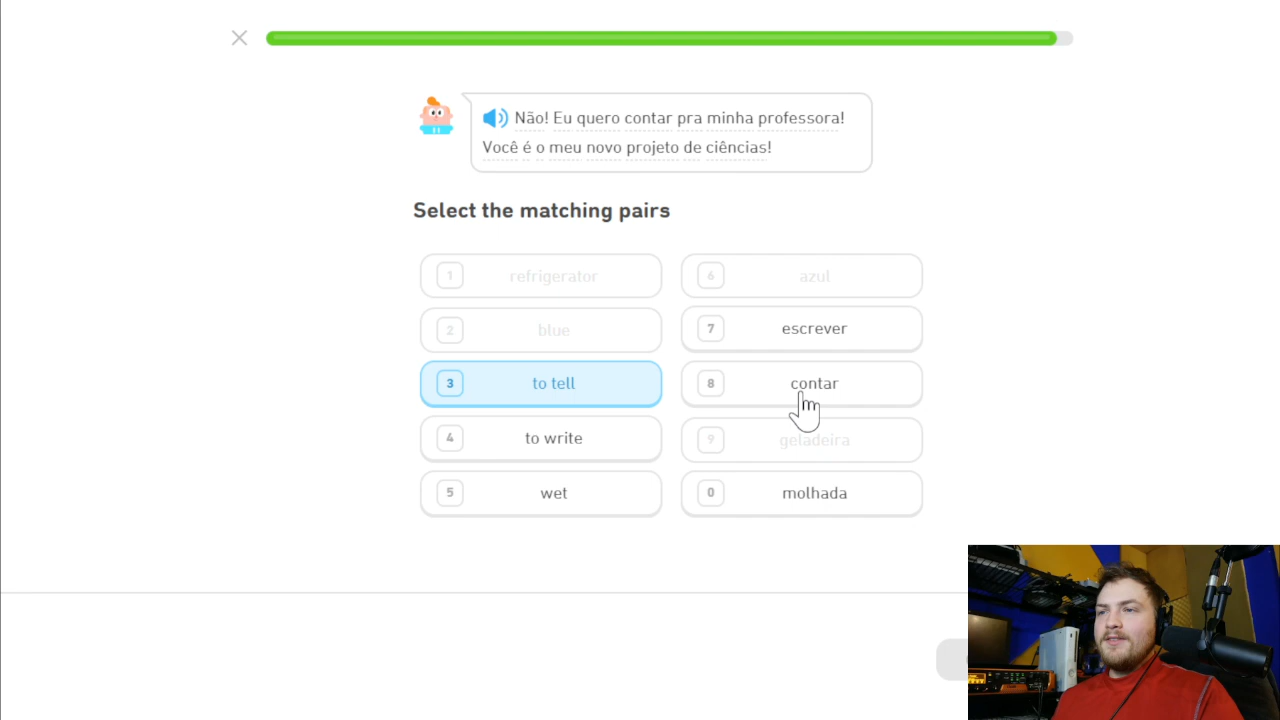 Não! Eu quero contar pra minha professora!
Você é o meu novo projeto de ciências!
Select the matching pairs
1 refrigerator
6 azul
2 blue
7 escrever
3 to tell
8 contar
4 to write
9 geladeira
5 wet
0 molhada